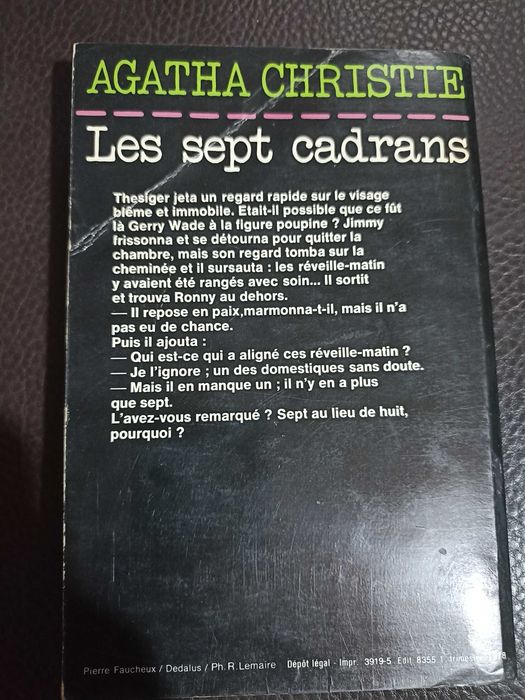 AGATHA CHRISTIE
Les sept cadrans
Thesiger jeta un regard rapide sur le visage
blême et immobile. Etait-il possible que ce fût
là Gerry Wade à la figure poupine ? Jimmy
frissonna et se détourna pour quitter la
chambre, mais son regard tomba sur la
cheminée et il sursauta : les réveille-matin
y avaient été rangés avec soin... Il sortit
et trouva Ronny au dehors.
— Il repose en paix,marmonna-t-il, mais il n'a
pas eu de chance.
Puis il ajouta :
— Qui est-ce qui a aligné ces réveille-matin ?
— Je l'ignore ; un des domestiques sans doute.
— Mais il en manque un ; il n'y en a plus
que sept.
L'avez-vous remarqué ? Sept au lieu de huit,
pourquoi ?
Pierre Faucheux / Dedalus / Ph. R. Lemaire Dépôt légal - Impr. 3919-5 Edit. 8355 1